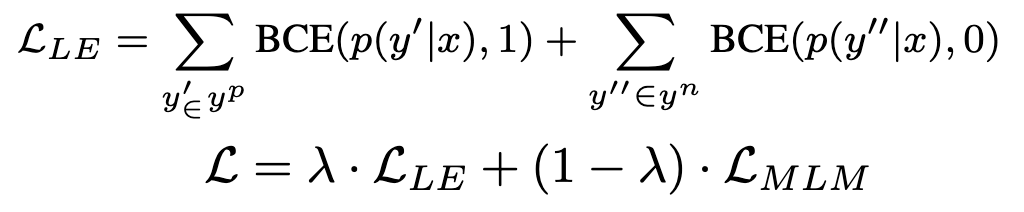 ℒ_{LE} = ∑_{y′∈y^p} BCE(p(y′|x), 1) + ∑_{y′′∈y^n} BCE(p(y′′|x), 0)
ℒ = λ · ℒ_{LE} + (1 − λ) · ℒ_{MLM}